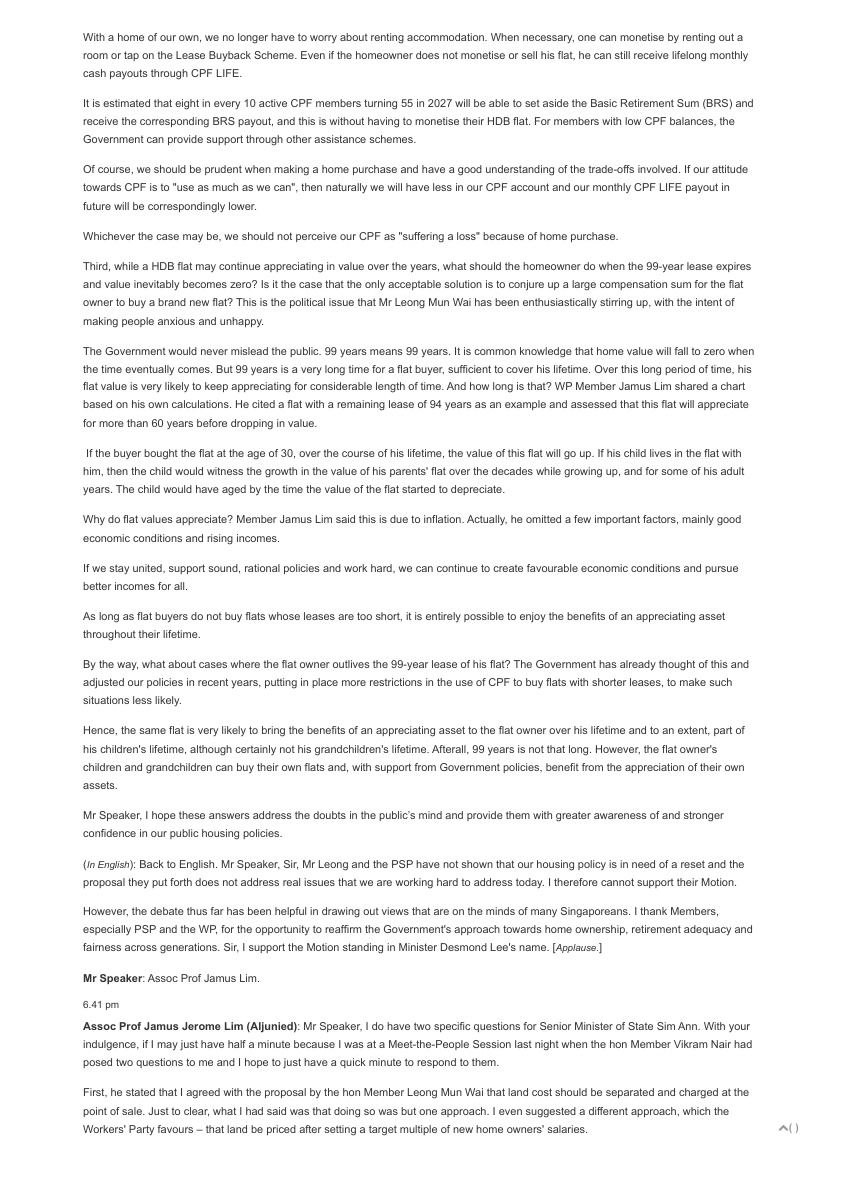 With a home of our own, we no longer have to worry about renting accommodation. When necessary, one can monetise by renting out a
room or tap on the Lease Buyback Scheme. Even if the homeowner does not monetise or sell his flat, he can still receive lifelong monthly
cash payouts through CPF LIFE.
It is estimated that eight in every 10 active CPF members turning 55 in 2027 will be able to set aside the Basic Retirement Sum (BRS) and
receive the corresponding BRS payout, and this is without having to monetise their HDB flat. For members with low CPF balances, the
Government can provide support through other assistance schemes.
Of course, we should be prudent when making a home purchase and have a good understanding of the trade-offs involved. If our attitude
towards CPF is to "use as much as we can", then naturally we will have less in our CPF account and our monthly CPF LIFE payout in
future will be correspondingly lower.
Whichever the case may be, we should not perceive our CPF as "suffering a loss" because of home purchase.
Third, while a HDB flat may continue appreciating in value over the years, what should the homeowner do when the 99-year lease expires
and value inevitably becomes zero? Is it the case that the only acceptable solution is to conjure up a large compensation sum for the flat
owner to buy a brand new flat? This is the political issue that Mr Leong Mun Wai has been enthusiastically stirring up, with the intent of
making people anxious and unhappy.
The Government would never mislead the public. 99 years means 99 years. It is common knowledge that home value will fall to zero when
the time eventually comes. But 99 years is a very long time for a flat buyer, sufficient to cover his lifetime. Over this long period of time, his
flat value is very likely to keep appreciating for considerable length of time. And how long is that? WP Member Jamus Lim shared a chart
based on his own calculations. He cited a flat with a remaining lease of 94 years as an example and assessed that this flat will appreciate
for more than 60 years before dropping in value.
If the buyer bought the flat at the age of 30, over the course of his lifetime, the value of this flat will go up. If his child lives in the flat with
him, then the child would witness the growth in the value of his parents' flat over the decades while growing up, and for some of his adult
years. The child would have aged by the time the value of the flat started to depreciate.
Why do flat values appreciate? Member Jamus Lim said this is due to inflation. Actually, he omitted a few important factors, mainly good
economic conditions and rising incomes.
If we stay united, support sound, rational policies and work hard, we can continue to create favourable economic conditions and pursue
better incomes for all.
As long as flat buyers do not buy flats whose leases are too short, it is entirely possible to enjoy the benefits of an appreciating asset
throughout their lifetime.
By the way, what about cases where the flat owner outlives the 99-year lease of his flat? The Government has already thought of this and
adjusted our policies in recent years, putting in place more restrictions in the use of CPF to buy flats with shorter leases, to make such
situations less likely.
Hence, the same flat is very likely to bring the benefits of an appreciating asset to the flat owner over his lifetime and to an extent, part of
his children's lifetime, although certainly not his grandchildren's lifetime. Afterall, 99 years is not that long. However, the flat owner's
children and grandchildren can buy their own flats and, with support from Government policies, benefit from the appreciation of their own
assets.
Mr Speaker, I hope these answers address the doubts in the public's mind and provide them with greater awareness of and stronger
confidence in our public housing policies.
(In English): Back to English. Mr Speaker, Sir, Mr Leong and the PSP have not shown that our housing policy is in need of a reset and the
proposal they put forth does not address real issues that we are working hard to address today. I therefore cannot support their Motion.
However, the debate thus far has been helpful in drawing out views that are on the minds of many Singaporeans. I thank Members,
especially PSP and the WP, for the opportunity to reaffirm the Government's approach towards home ownership, retirement adequacy and
fairness across generations. Sir, I support the Motion standing in Minister Desmond Lee's name. [Applause.]
Mr Speaker: Assoc Prof Jamus Lim.
6.41 pm
Assoc Prof Jamus Jerome Lim (Aljunied): Mr Speaker, I do have two specific questions for Senior Minister of State Sim Ann. With your
indulgence, if I may just have half a minute because I was at a Meet-the-People Session last night when the hon Member Vikram Nair had
posed two questions to me and I hope to just have a quick minute to respond to them.
First, he stated that I agreed with the proposal by the hon Member Leong Mun Wai that land cost should be separated and charged at the
point of sale. Just to clear, what I had said was that doing so was but one approach. I even suggested a different approach, which the
Workers' Party favours – that land be priced after setting a target multiple of new home owners' salaries.
( )